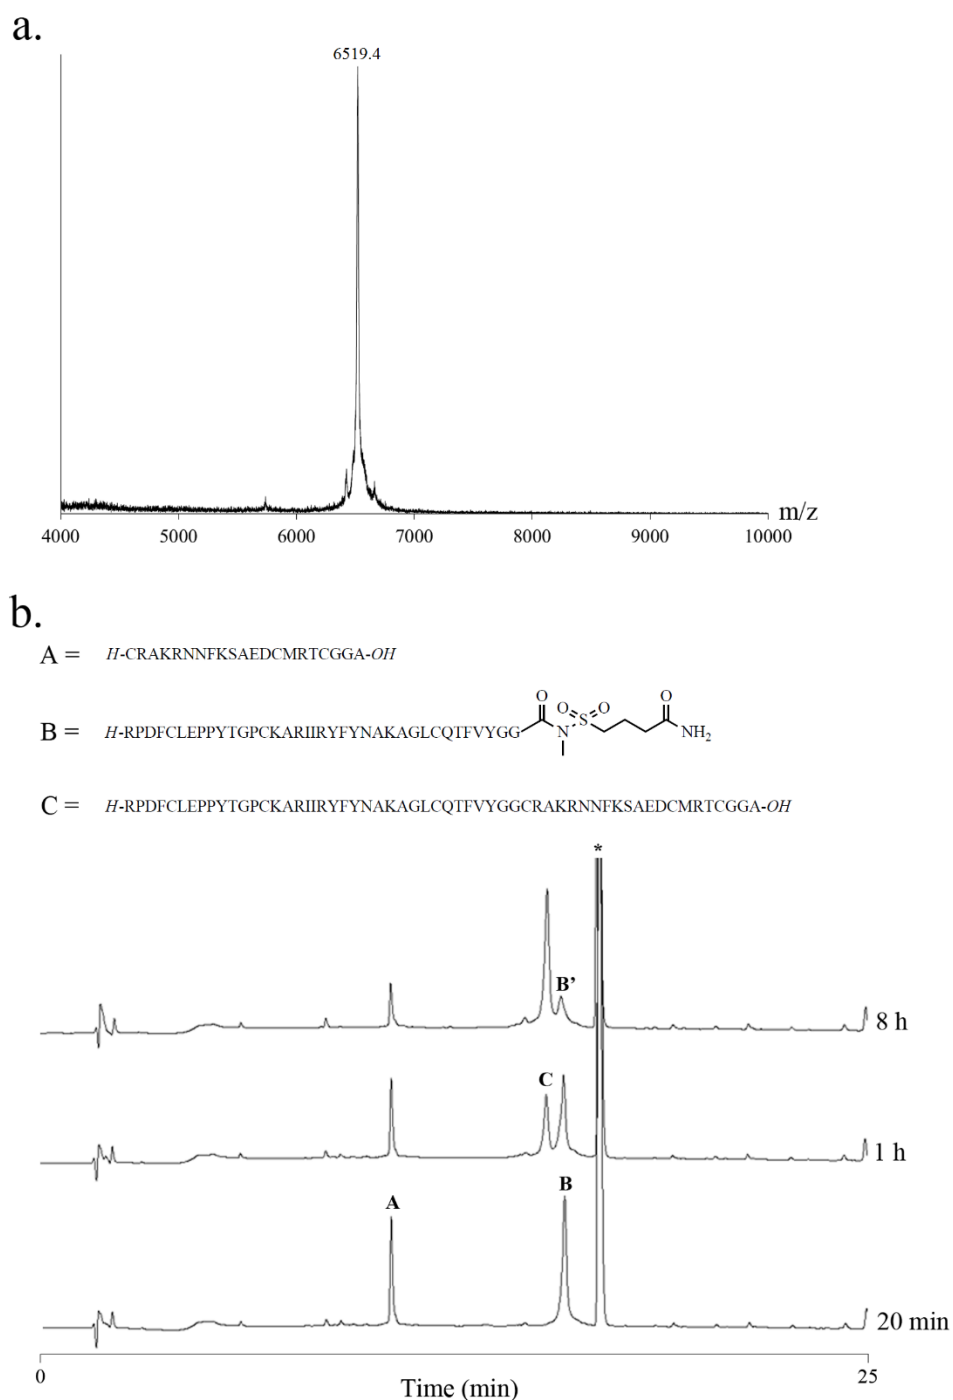 a.
6519.4
m/z
4000 5000 6000 7000 8000 9000 10000
b.
A = H-CRAKRNNFKSAEDCMRTCGGA-OH
O O O O
B = H-RPDFCLEPPYTGPCKARIIRYFYNAKAGLCQTFVYGG N S NH2
C = H-RPDFCLEPPYTGPCKARIIRYFYNAKAGLCQTFVYGGCRAKRNNFKSAEDCMRTCGGA-OH
*
B’
8 h
C
1 h
A B
20 min
0 25
Time (min)